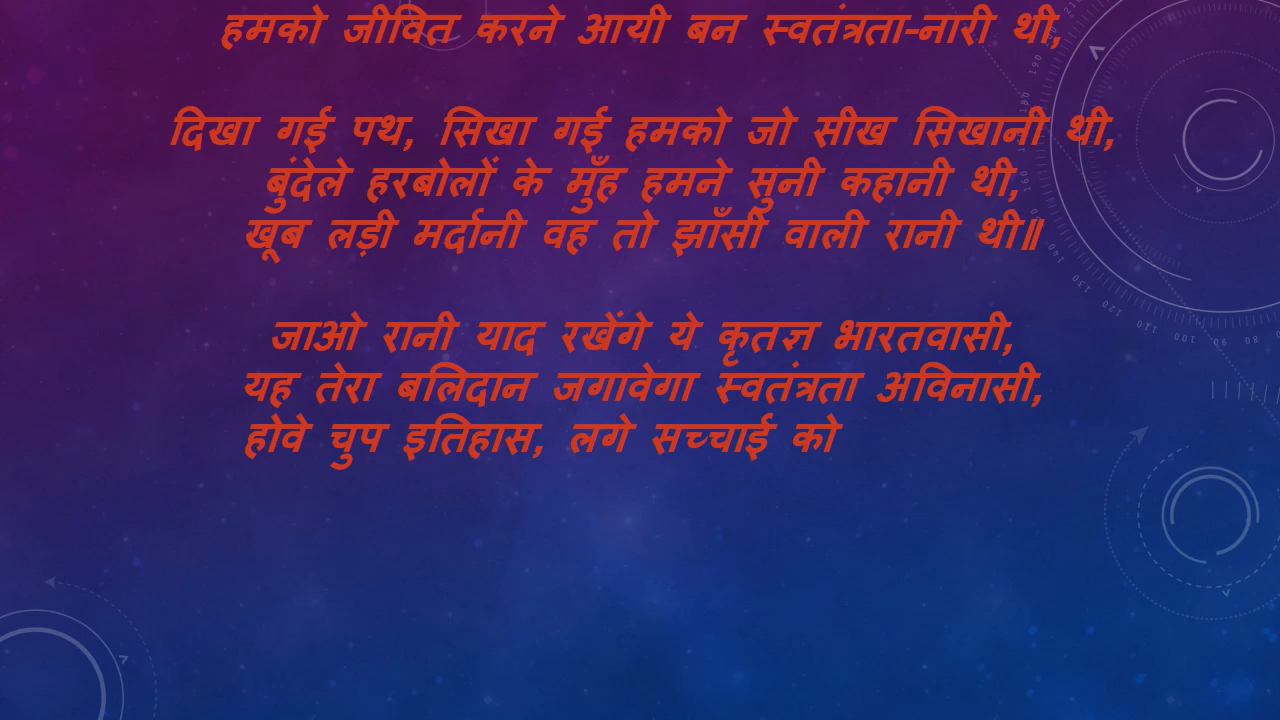 हमको जीवित करने आयी बन स्वतंत्रता-नारी थी,
दिखा गई पथ, सिखा गई हमको जो सीख सिखानी थी,
बुंदेले हरबोलों के मुँह हमने सुनी कहानी थी,
खूब लड़ी मर्दानी वह तो झाँसी वाली रानी थी॥
जाओ रानी याद रखेंगे ये कृतज्ञ भारतवासी,
यह तेरा बलिदान जगावेगा स्वतंत्रता अविनासी,
होवे चुप इतिहास, लगे सच्चाई को